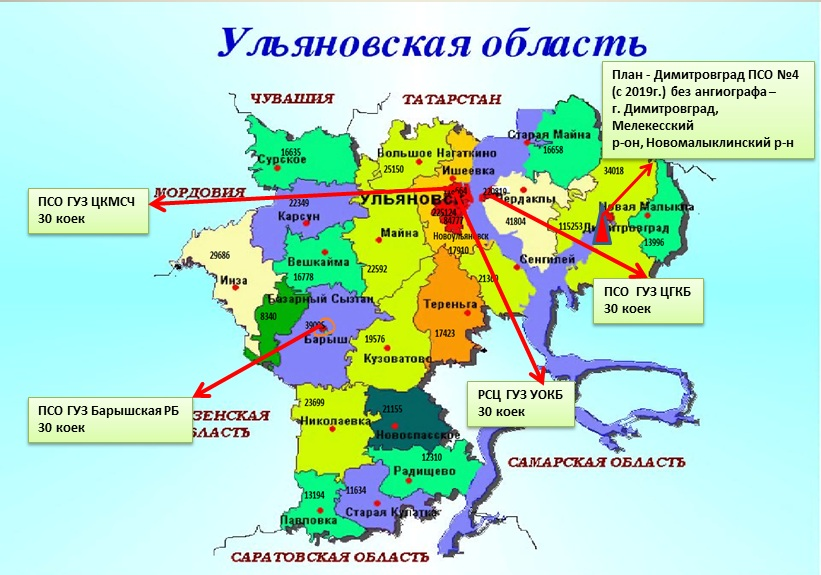 Ульяновская область
План - Димитровград ПСО №4
(с 2019г.) без ангиографа –
г. Димитровград,
Мелекесский
р-он, Новомалыклинский р-н
ЧУВАШИЯ
ТАТАРСТАН
Старая Майна
16658
16635
Сурское
Большое Нагаткино
25150
Ишеевка
34018
МОРДОВИЯ
ПСО ГУЗ ЦКМСЧ
30 коек
22349
Карсун
УЛЬЯНОВСК
Чердаклы
41804
Новая Малыкла
115253
Димитровград
13996
Майна
Новоульяновск
17910
29686
Вешкайма
16778
22592
Сенгилей
Инза
ПСО ГУЗ ЦГКБ
30 коек
Базарный Сызган
8340
Барыш
Тереньга
17423
19576
Кузоватово
РСЦ ГУЗ УОКБ
30 коек
ПСО ГУЗ Барышская РБ
30 коек
23699
Николаевка
21155
Новоспасское
12310
Радищево
САМАРСКАЯ ОБЛАСТЬ
13194
Павловка
11634
Старая Кулатка
САРАТОВСКАЯ ОБЛАСТЬ